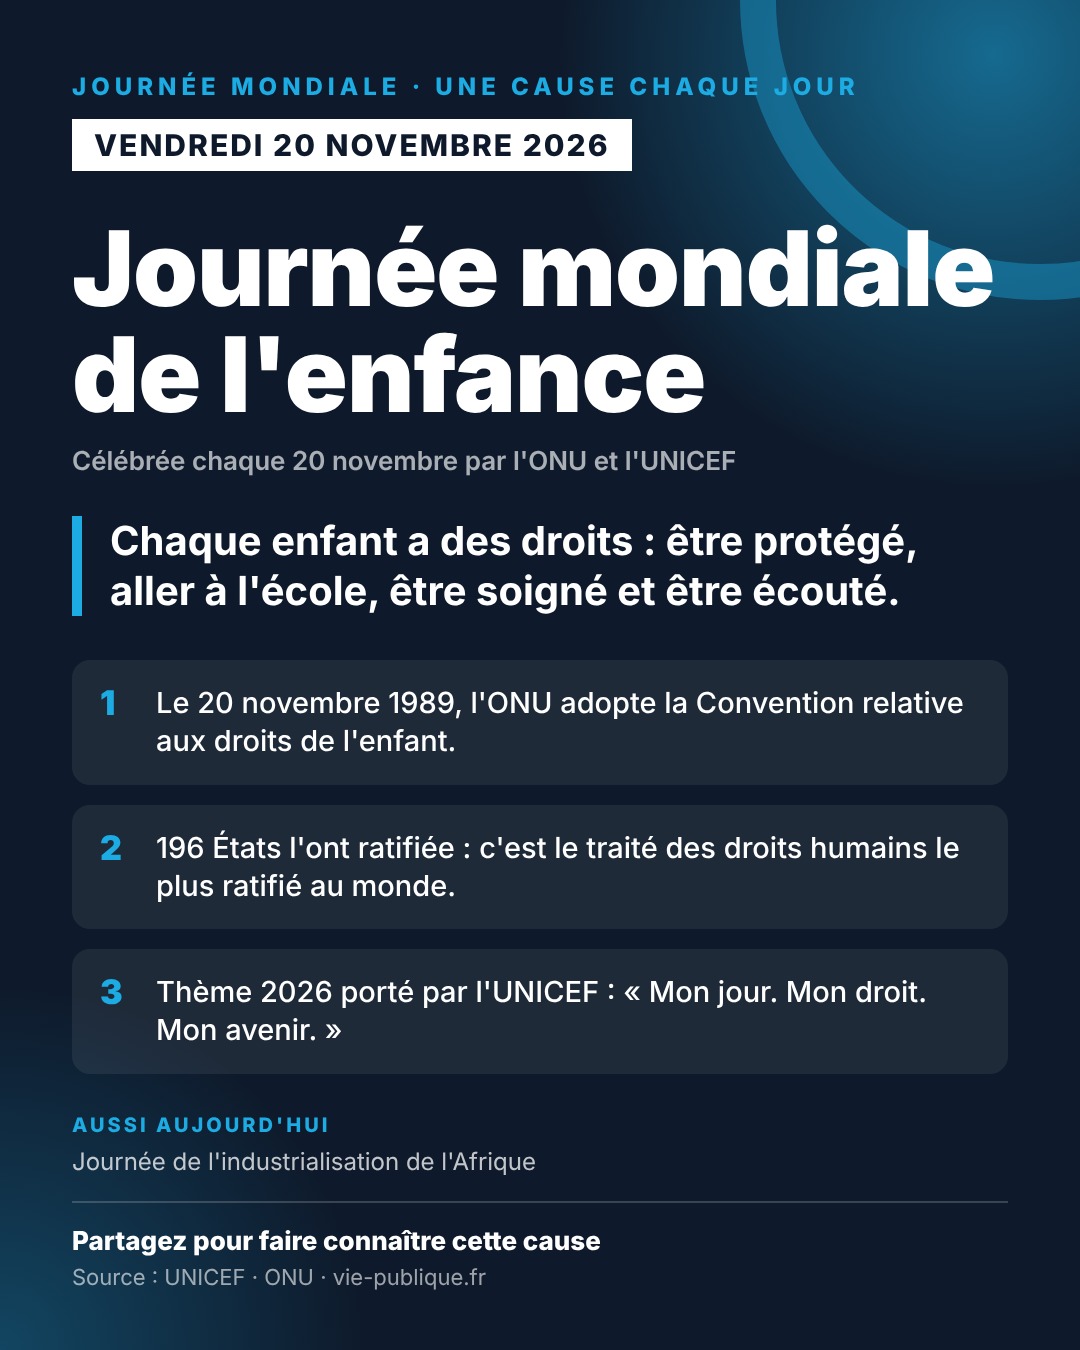 JOURNÉE MONDIALE · UNE CAUSE CHAQUE JOUR
VENDREDI 20 NOVEMBRE 2026
Journée mondiale
de l'enfance
Célébrée chaque 20 novembre par l'ONU et l'UNICEF
Chaque enfant a des droits : être protégé,
aller à l'école, être soigné et être écouté.
1 Le 20 novembre 1989, l'ONU adopte la Convention relative
aux droits de l'enfant.
2 196 États l'ont ratifiée : c'est le traité des droits humains le
plus ratifié au monde.
3 Thème 2026 porté par l'UNICEF : « Mon jour. Mon droit.
Mon avenir. »
AUSSI AUJOURD'HUI
Journée de l'industrialisation de l'Afrique
Partagez pour faire connaître cette cause
Source : UNICEF · ONU · vie-publique.fr